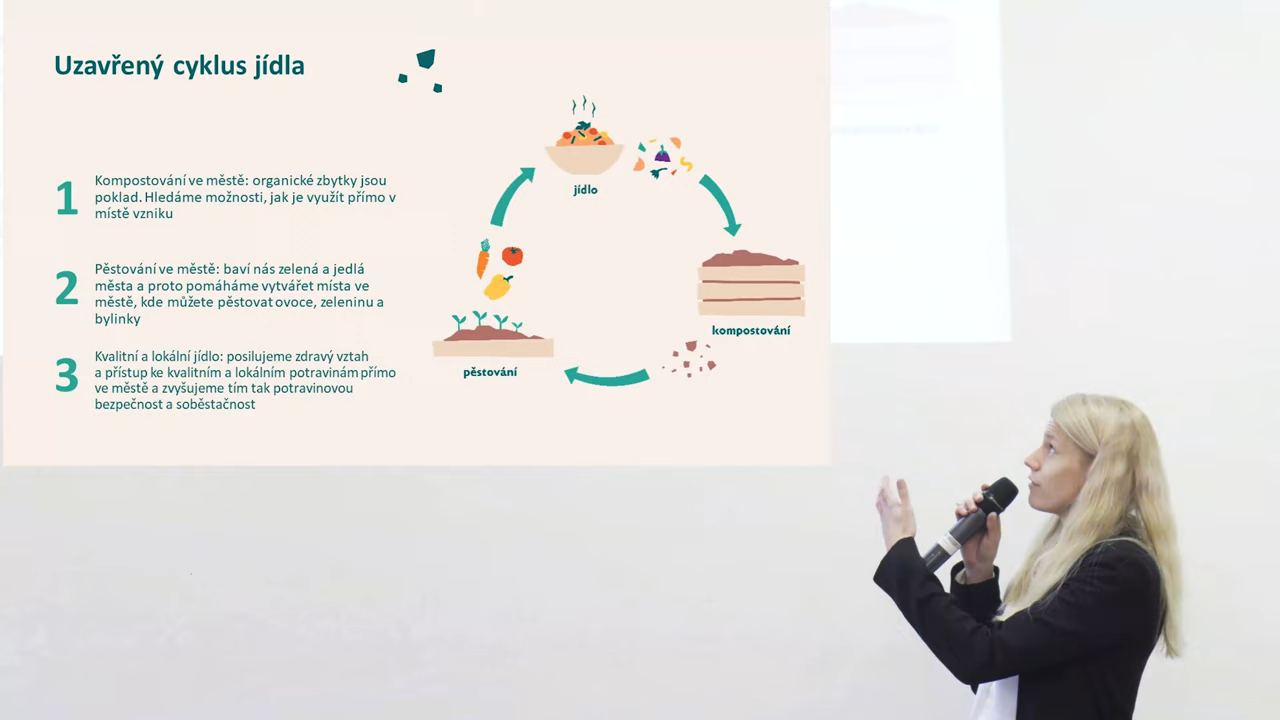 Uzavřený cyklus jídla
1
Kompostování ve městě: organické zbytky jsou
poklad. Hledáme možnosti, jak je využít přímo v
místě vzniku
2
Pěstování ve městě: baví nás zelená a jedlá
města a proto pomáháme vytvářet místa ve
městě, kde můžete pěstovat ovoce, zeleninu a
bylinky
3
Kvalitní a lokální jídlo: posilujeme zdravý vztah
a přístup ke kvalitním a lokálním potravinám přímo
ve městě a zvyšujeme tím tak potravinovou
bezpečnost a soběstačnost
jídlo
kompostování
pěstování